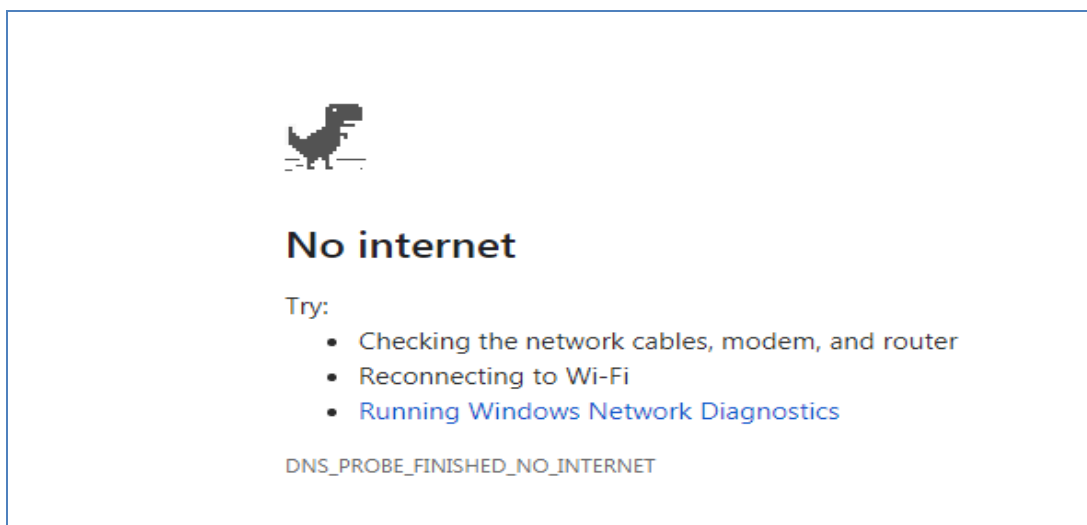 No internet
Try:
• Checking the network cables, modem, and router
• Reconnecting to Wi-Fi
• Running Windows Network Diagnostics
DNS_PROBE_FINISHED_NO_INTERNET